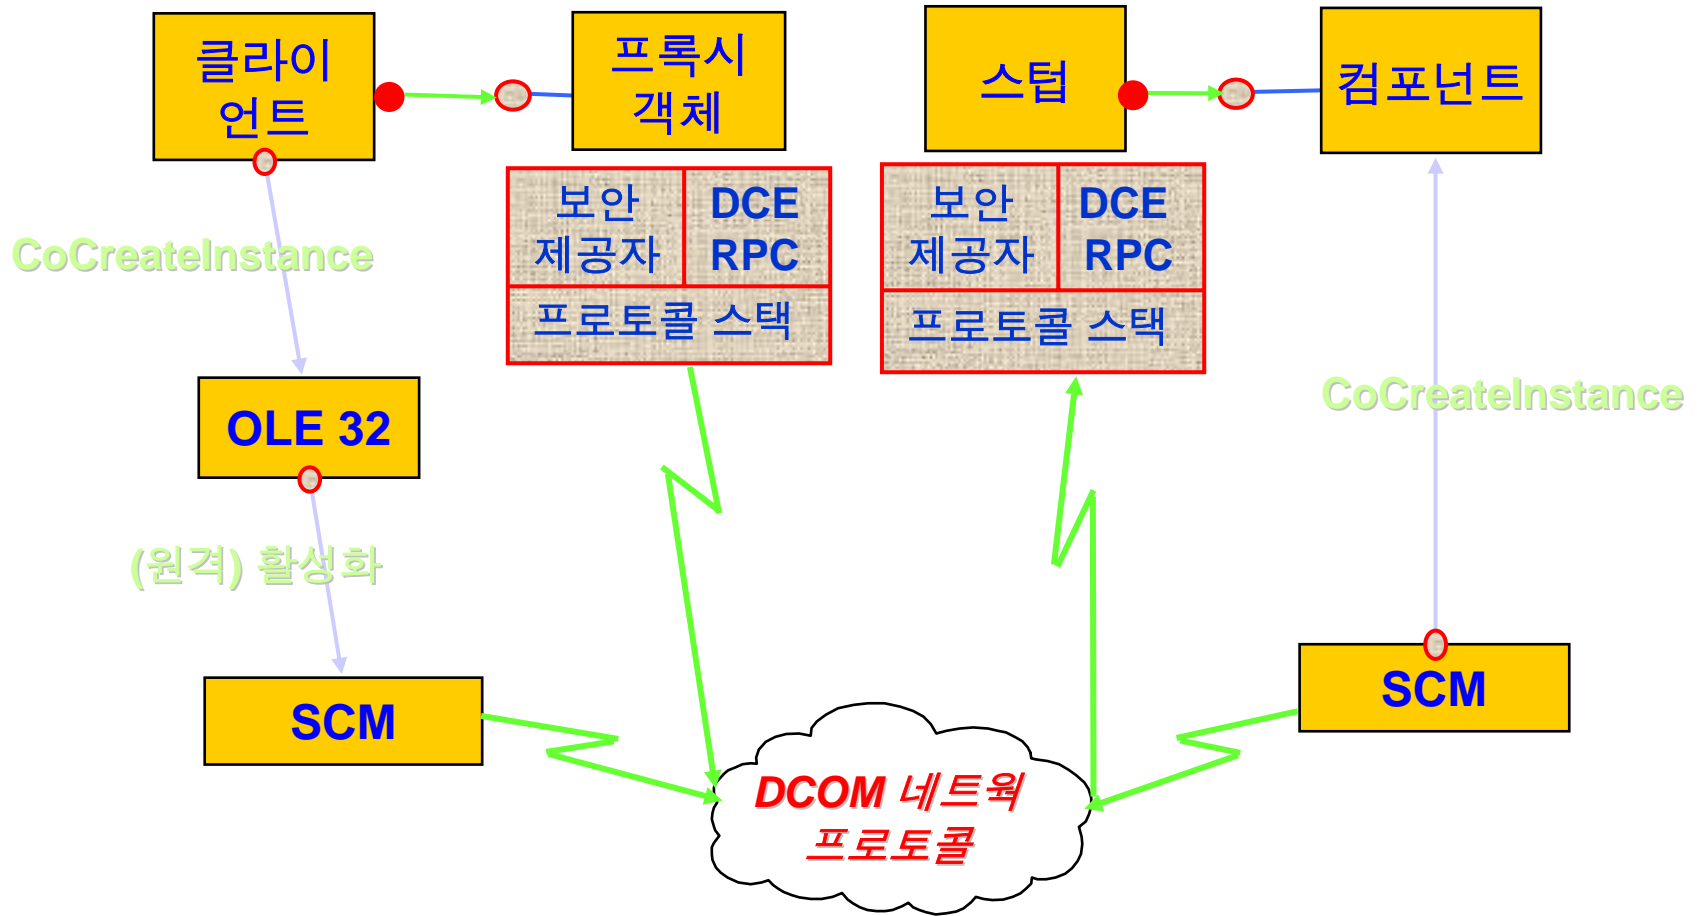 클라이
언트
프록시
객체
스텁
컴포넌트
보안
제공자
DCE
RPC
프로토콜 스택
보안
제공자
DCE
RPC
프로토콜 스택
CoCreateInstance
OLE 32
CoCreateInstance
(원격) 활성화
SCM
SCM
DCOM 네트웍
프로토콜